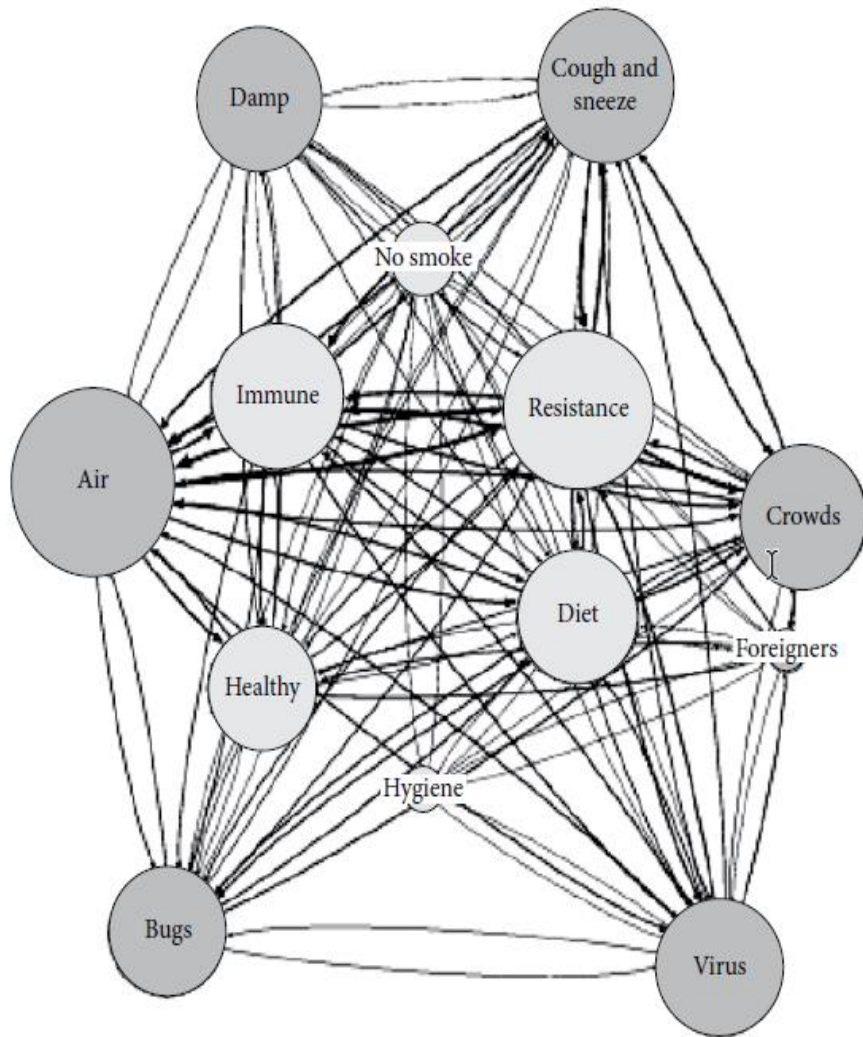 Damp
Cough and
sneeze
No smoke
Immune
Resistance
Air
Crowds
Diet
Foreigners
Healthy
Hygiene
Bugs
Virus